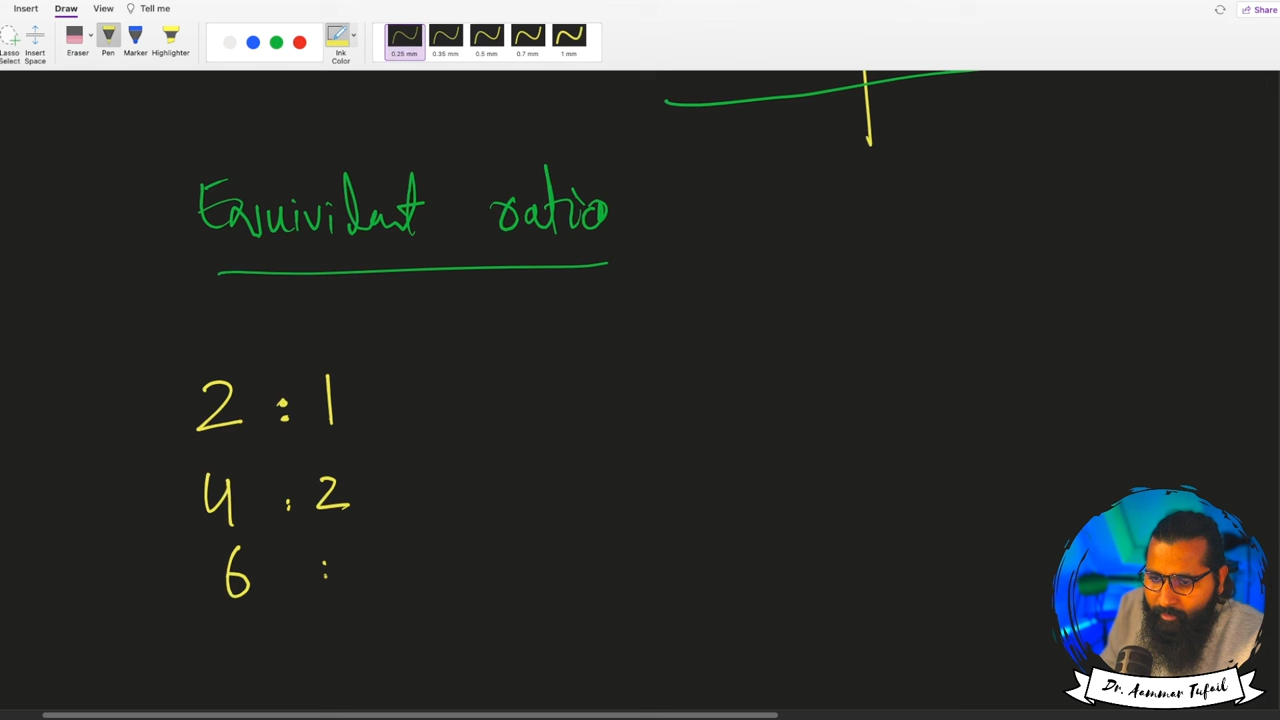 Insert Draw View Tell me Share
Lasso Select Insert Space Eraser Pen Marker Highlighter Ink Color 0.25 mm 0.35 mm 0.5 mm 0.7 mm 1 mm
Equivilant ratio
2 : 1
4 : 2
6 :
Dr. Aammar Tufail